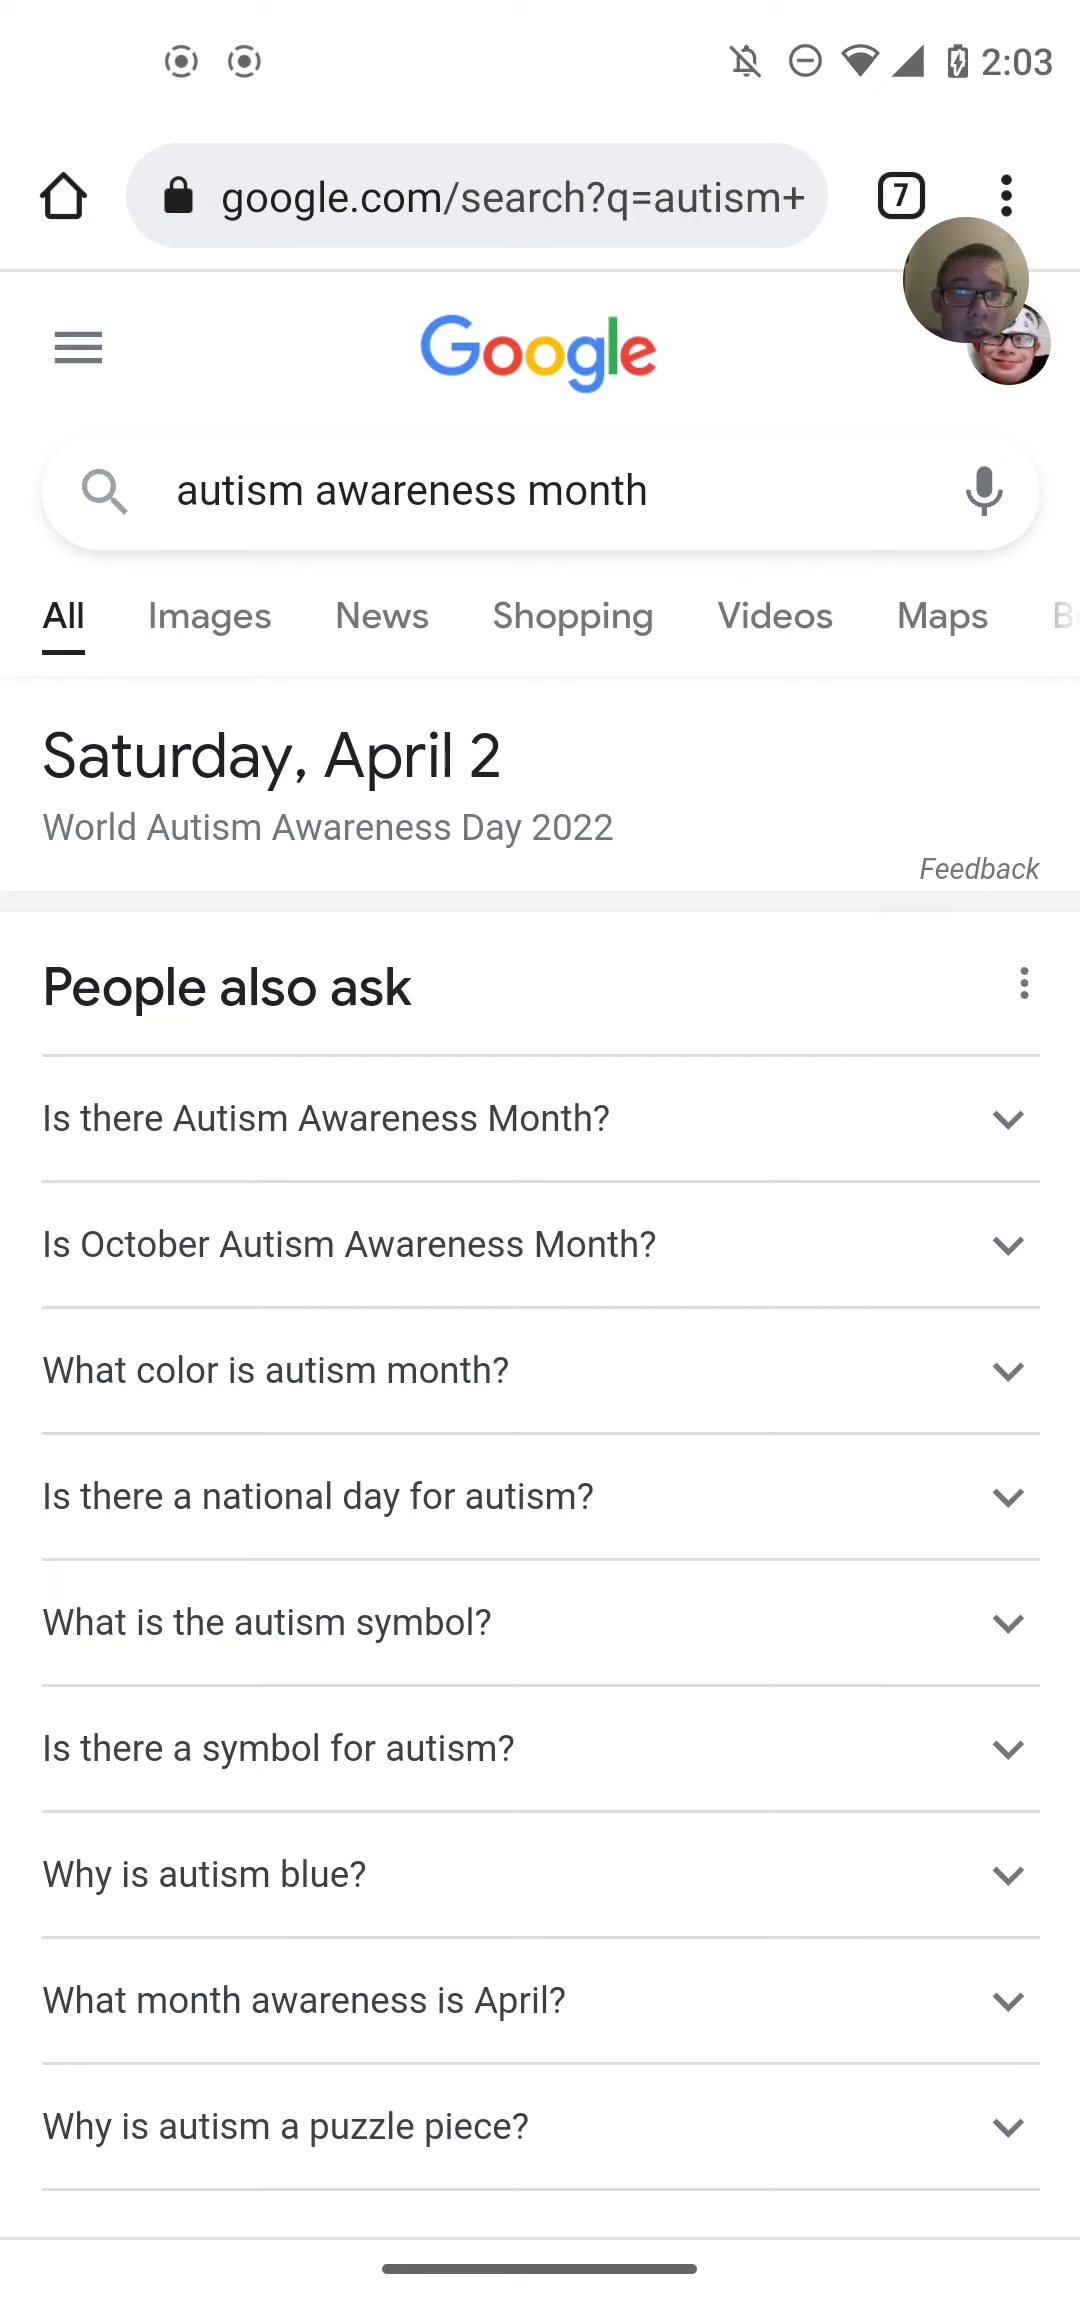 2:03
google.com/search?q=autism+
7
Google
autism awareness month
All Images News Shopping Videos Maps
Saturday, April 2
World Autism Awareness Day 2022
Feedback
People also ask
Is there Autism Awareness Month?
Is October Autism Awareness Month?
What color is autism month?
Is there a national day for autism?
What is the autism symbol?
Is there a symbol for autism?
Why is autism blue?
What month awareness is April?
Why is autism a puzzle piece?